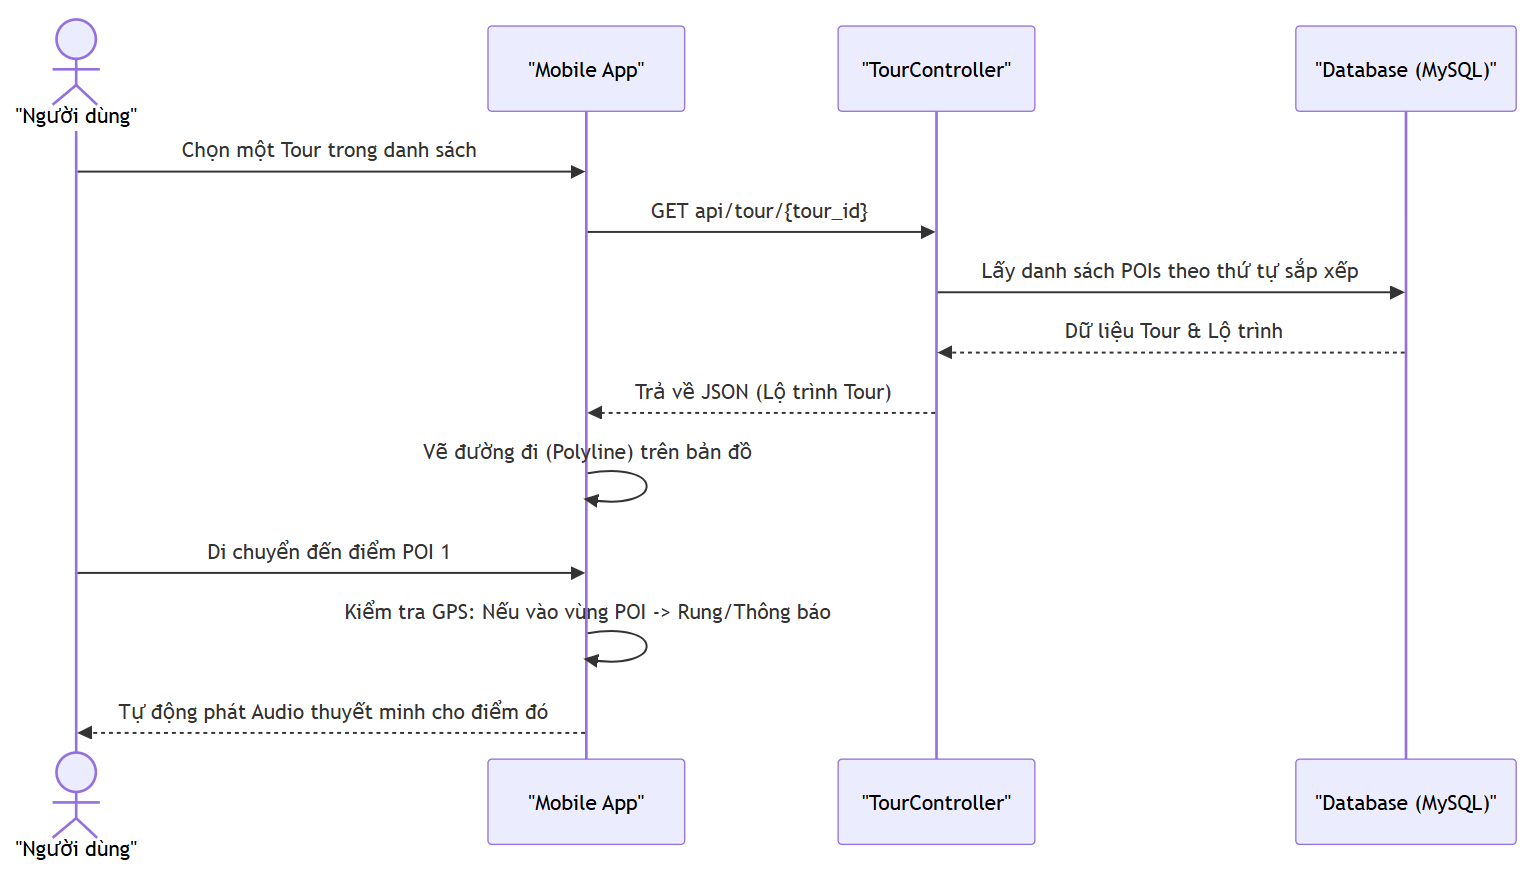 "Người dùng"
"Mobile App"
"TourController"
"Database (MySQL)"
Chọn một Tour trong danh sách
GET api/tour/{tour_id}
Lấy danh sách POIs theo thứ tự sắp xếp
Dữ liệu Tour & Lộ trình
Trả về JSON (Lộ trình Tour)
Vẽ đường đi (Polyline) trên bản đồ
Di chuyển đến điểm POI 1
Kiểm tra GPS: Nếu vào vùng POI -> Rung/Thông báo
Tự động phát Audio thuyết minh cho điểm đó
"Người dùng"
"Mobile App"
"TourController"
"Database (MySQL)"